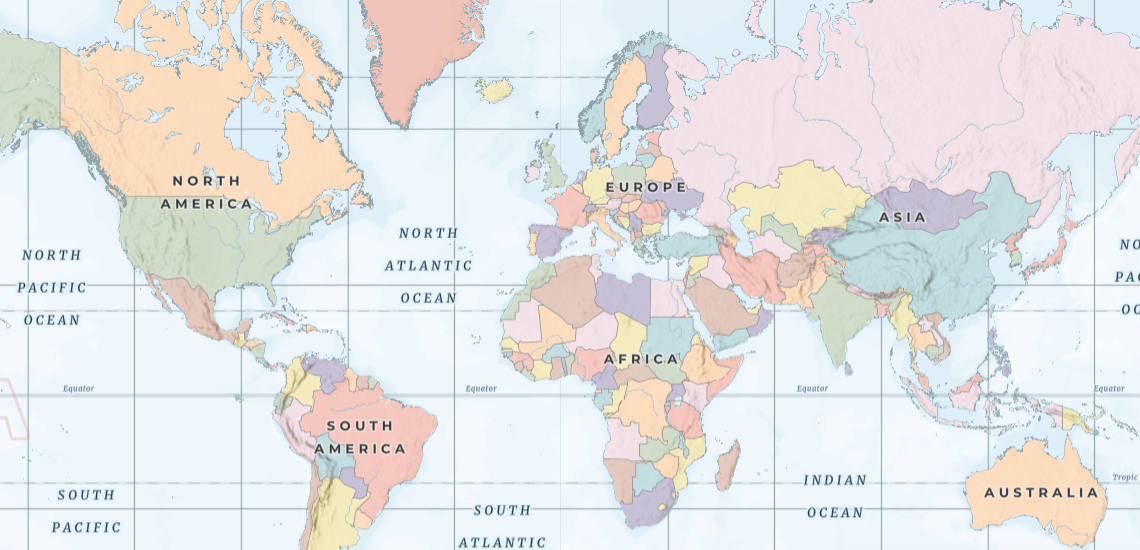 NORTH
AMERICA
EUROPE
ASIA
NORTH
PACIFIC
OCEAN
NORTH
ATLANTIC
OCEAN
NO
PAC
OC
AFRICA
Equator
Equator
Equator
Equator
SOUTH
AMERICA
SOUTH
PACIFIC
SOUTH
ATLANTIC
INDIAN
OCEAN
AUSTRALIA
Tropic